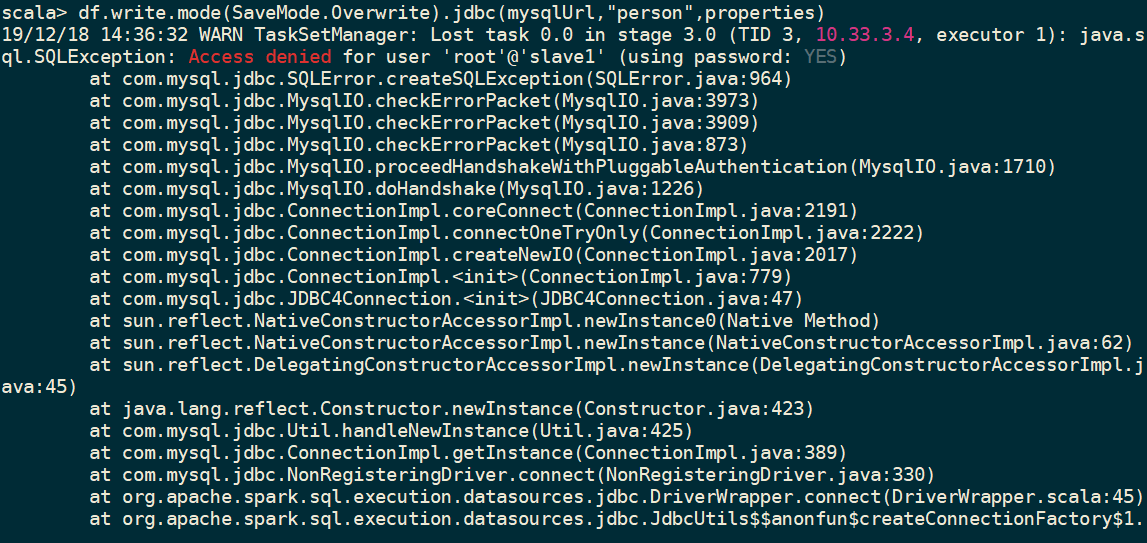 scala> df.write.mode(SaveMode.Overwrite).jdbc(mysqlUrl,"person",properties)
19/12/18 14:36:32 WARN TaskSetManager: Lost task 0.0 in stage 3.0 (TID 3, 10.33.3.4, executor 1): java.s
ql.SQLException: Access denied for user 'root'@'slave1' (using password: YES)
at com.mysql.jdbc.SQLError.createSQLException(SQLError.java:964)
at com.mysql.jdbc.MysqlIO.checkErrorPacket(MysqlIO.java:3973)
at com.mysql.jdbc.MysqlIO.checkErrorPacket(MysqlIO.java:3909)
at com.mysql.jdbc.MysqlIO.checkErrorPacket(MysqlIO.java:873)
at com.mysql.jdbc.MysqlIO.proceedHandshakeWithPluggableAuthentication(MysqlIO.java:1710)
at com.mysql.jdbc.MysqlIO.doHandshake(MysqlIO.java:1226)
at com.mysql.jdbc.ConnectionImpl.coreConnect(ConnectionImpl.java:2191)
at com.mysql.jdbc.ConnectionImpl.connectOneTryOnly(ConnectionImpl.java:2222)
at com.mysql.jdbc.ConnectionImpl.createNewIO(ConnectionImpl.java:2017)
at com.mysql.jdbc.ConnectionImpl.<init>(ConnectionImpl.java:779)
at com.mysql.jdbc.JDBC4Connection.<init>(JDBC4Connection.java:47)
at sun.reflect.NativeConstructorAccessorImpl.newInstance0(Native Method)
at sun.reflect.NativeConstructorAccessorImpl.newInstance(NativeConstructorAccessorImpl.java:62)
at sun.reflect.DelegatingConstructorAccessorImpl.newInstance(DelegatingConstructorAccessorImpl.j
ava:45)
at java.lang.reflect.Constructor.newInstance(Constructor.java:423)
at com.mysql.jdbc.Util.handleNewInstance(Util.java:425)
at com.mysql.jdbc.ConnectionImpl.getInstance(ConnectionImpl.java:389)
at com.mysql.jdbc.NonRegisteringDriver.connect(NonRegisteringDriver.java:330)
at org.apache.spark.sql.execution.datasources.jdbc.DriverWrapper.connect(DriverWrapper.scala:45)
at org.apache.spark.sql.execution.datasources.jdbc.JdbcUtils$$anonfun$createConnectionFactory$1.